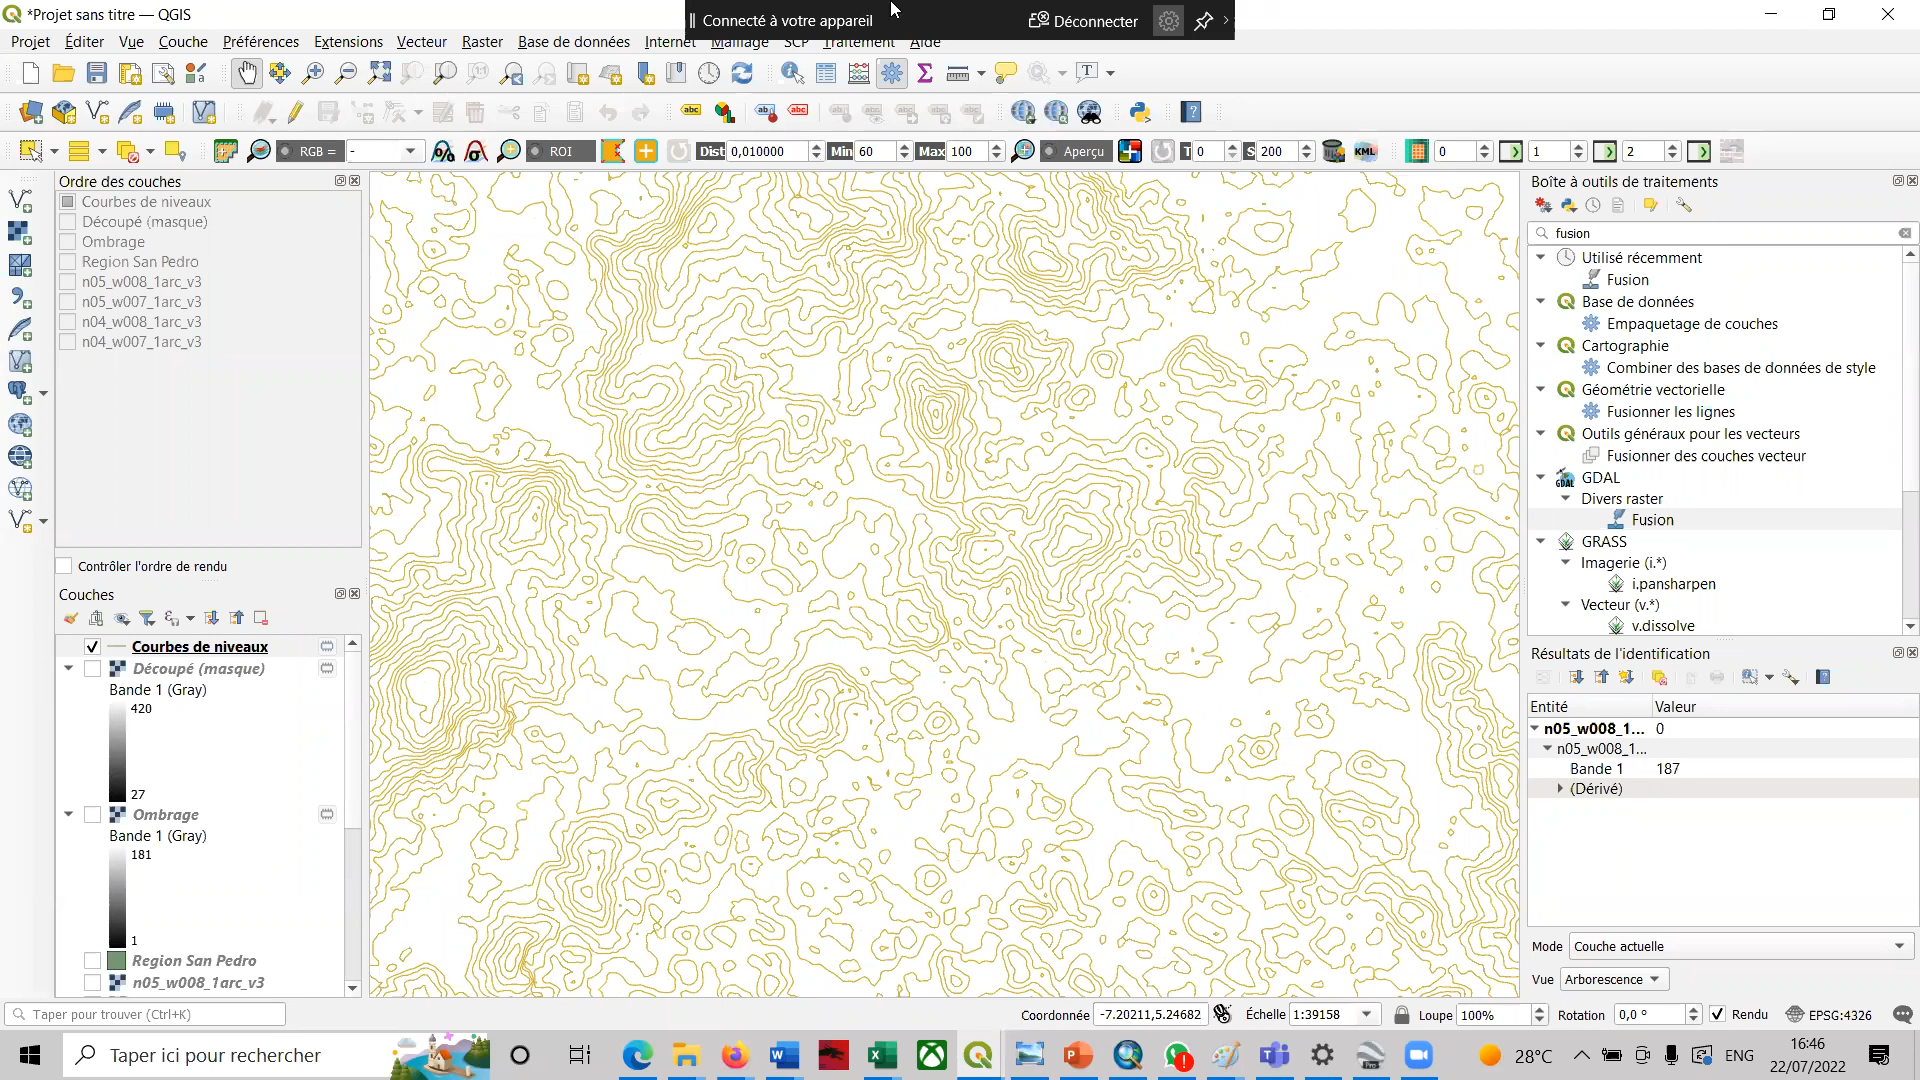 *Projet sans titre — QGIS
Connecté à votre appareil
Déconnecter
Projet Éditer Vue Couche Préférences Extensions Vecteur Raster Base de données Internet Maillage SCP Traitement Aide
RGB = - ROI Dist 0,010000 Min 60 Max 100 Aperçu T 0 S 200 KML 0 1 2
Ordre des couches
Courbes de niveaux
Découpé (masque)
Ombrage
Region San Pedro
n05_w008_1arc_v3
n05_w007_1arc_v3
n04_w008_1arc_v3
n04_w007_1arc_v3
Contrôler l'ordre de rendu
Couches
Courbes de niveaux
Découpé (masque)
Bande 1 (Gray)
420
27
Ombrage
Bande 1 (Gray)
181
1
Region San Pedro
n05_w008_1arc_v3
Boîte à outils de traitements
fusion
Utilisé récemment
Fusion
Base de données
Empaquetage de couches
Cartographie
Combiner des bases de données de style
Géométrie vectorielle
Fusionner les lignes
Outils généraux pour les vecteurs
Fusionner des couches vecteur
GDAL
Divers raster
Fusion
GRASS
Imagerie (i.*)
i.pansharpen
Vecteur (v.*)
v.dissolve
Résultats de l'identification
Entité Valeur
n05_w008_1... 0
n05_w008_1...
Bande 1 187
(Dérivé)
Mode Couche actuelle
Vue Arborescence
Taper pour trouver (Ctrl+K)
Coordonnée -7.20211,5.24682 Échelle 1:39158 Loupe 100% Rotation 0,0 ° Rendu EPSG:4326
Taper ici pour rechercher
28°C ENG
16:46
22/07/2022